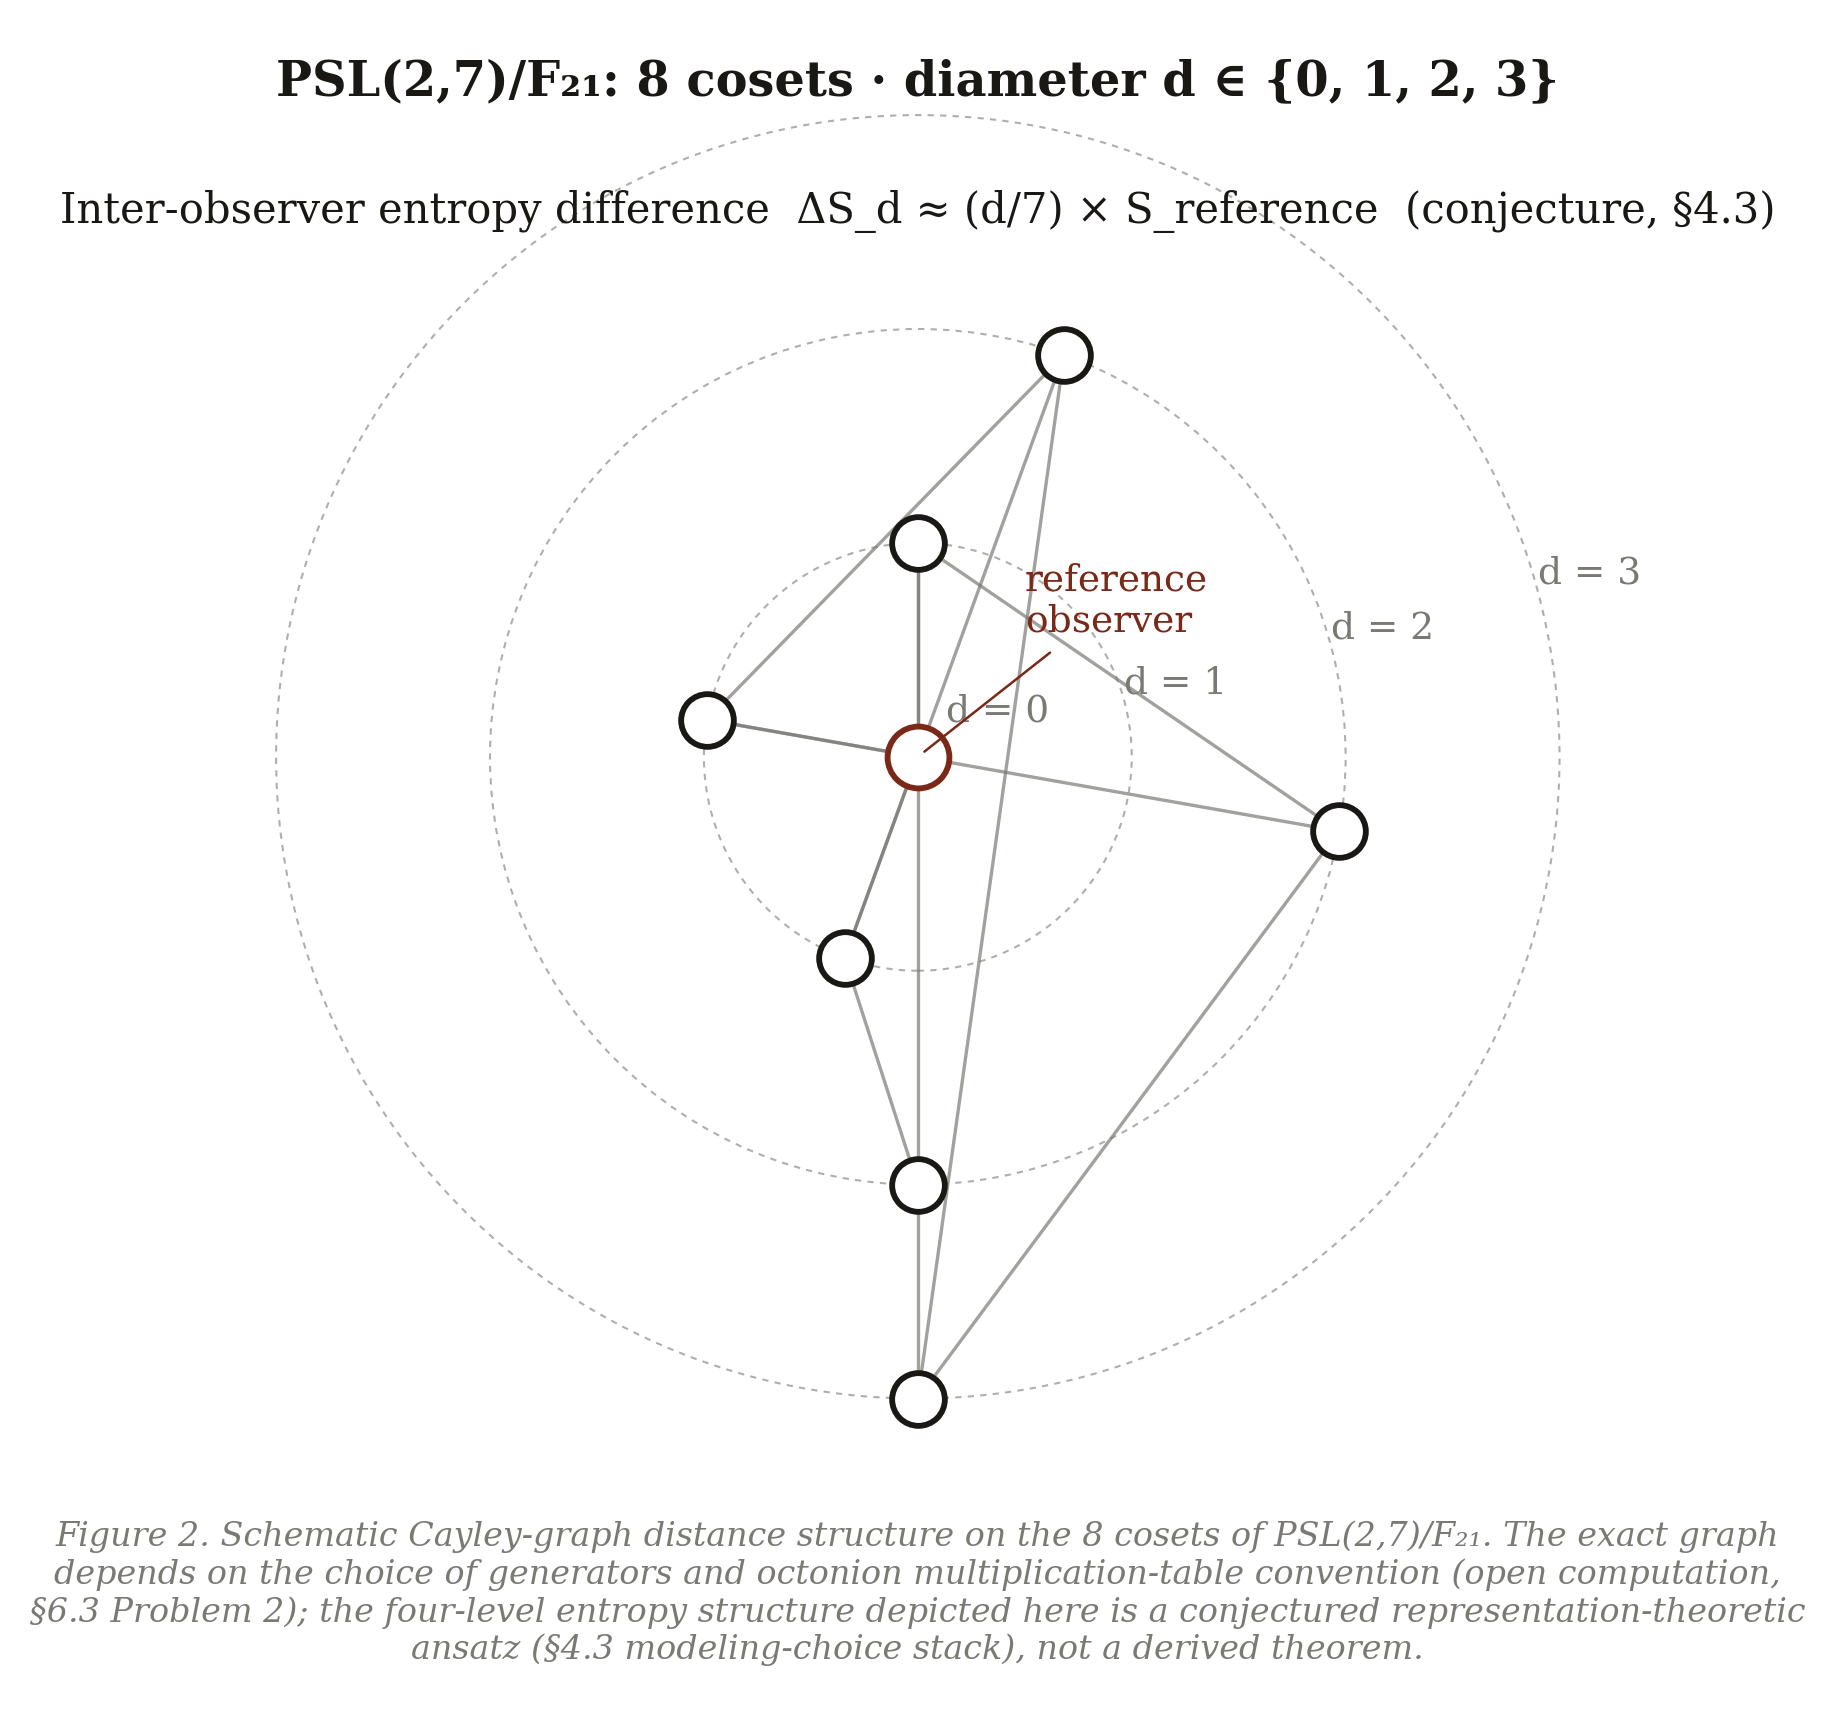 PSL(2,7)/F₂₁: 8 cosets · diameter d ∈ {0, 1, 2, 3}
Inter-observer entropy difference  ΔS_d ≈ (d/7) × S_reference  (conjecture, §4.3)
reference
observer
d = 3
d = 2
d = 1
d = 0
Figure 2. Schematic Cayley-graph distance structure on the 8 cosets of PSL(2,7)/F₂₁. The exact graph
depends on the choice of generators and octonion multiplication-table convention (open computation,
§6.3 Problem 2); the four-level entropy structure depicted here is a conjectured representation-theoretic
ansatz (§4.3 modeling-choice stack), not a derived theorem.